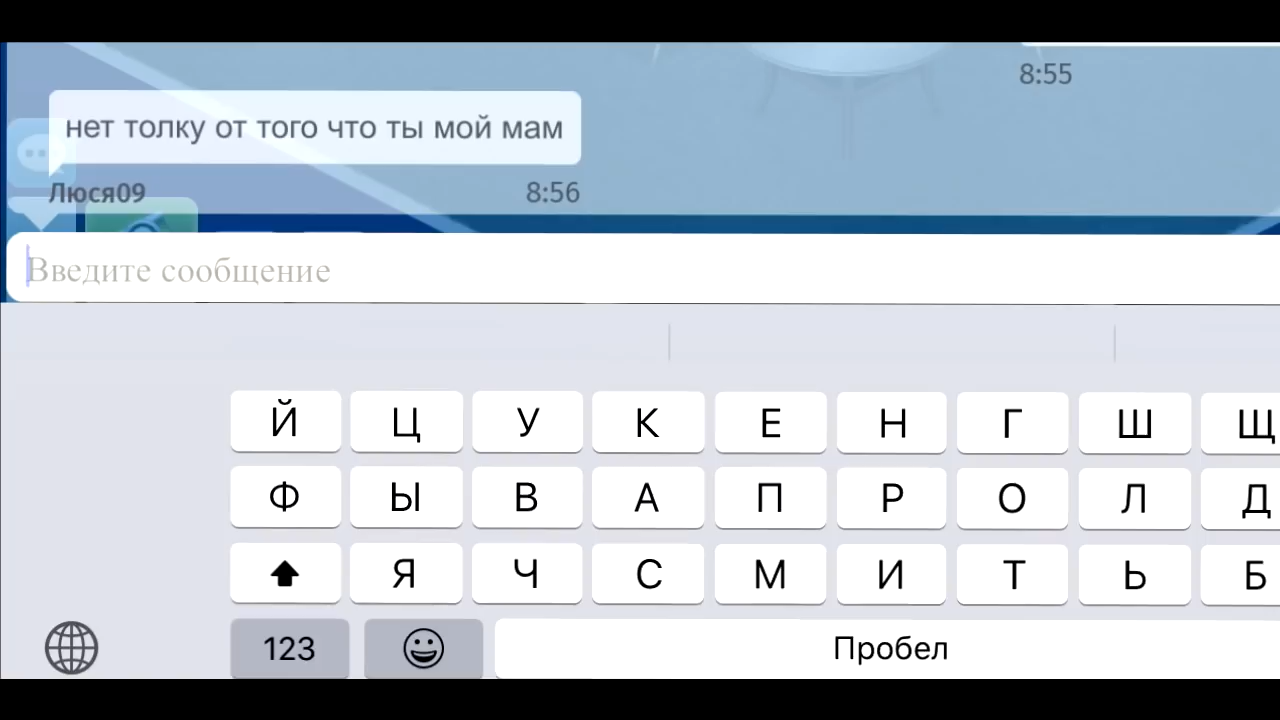 8:55
нет толку от того что ты мой мам
Люся09 8:56
Введите сообщение
Й Ц У К Е Н Г Ш Щ
Ф Ы В А П Р О Л Д
Я Ч С М И Т Ь Б
123 Пробел